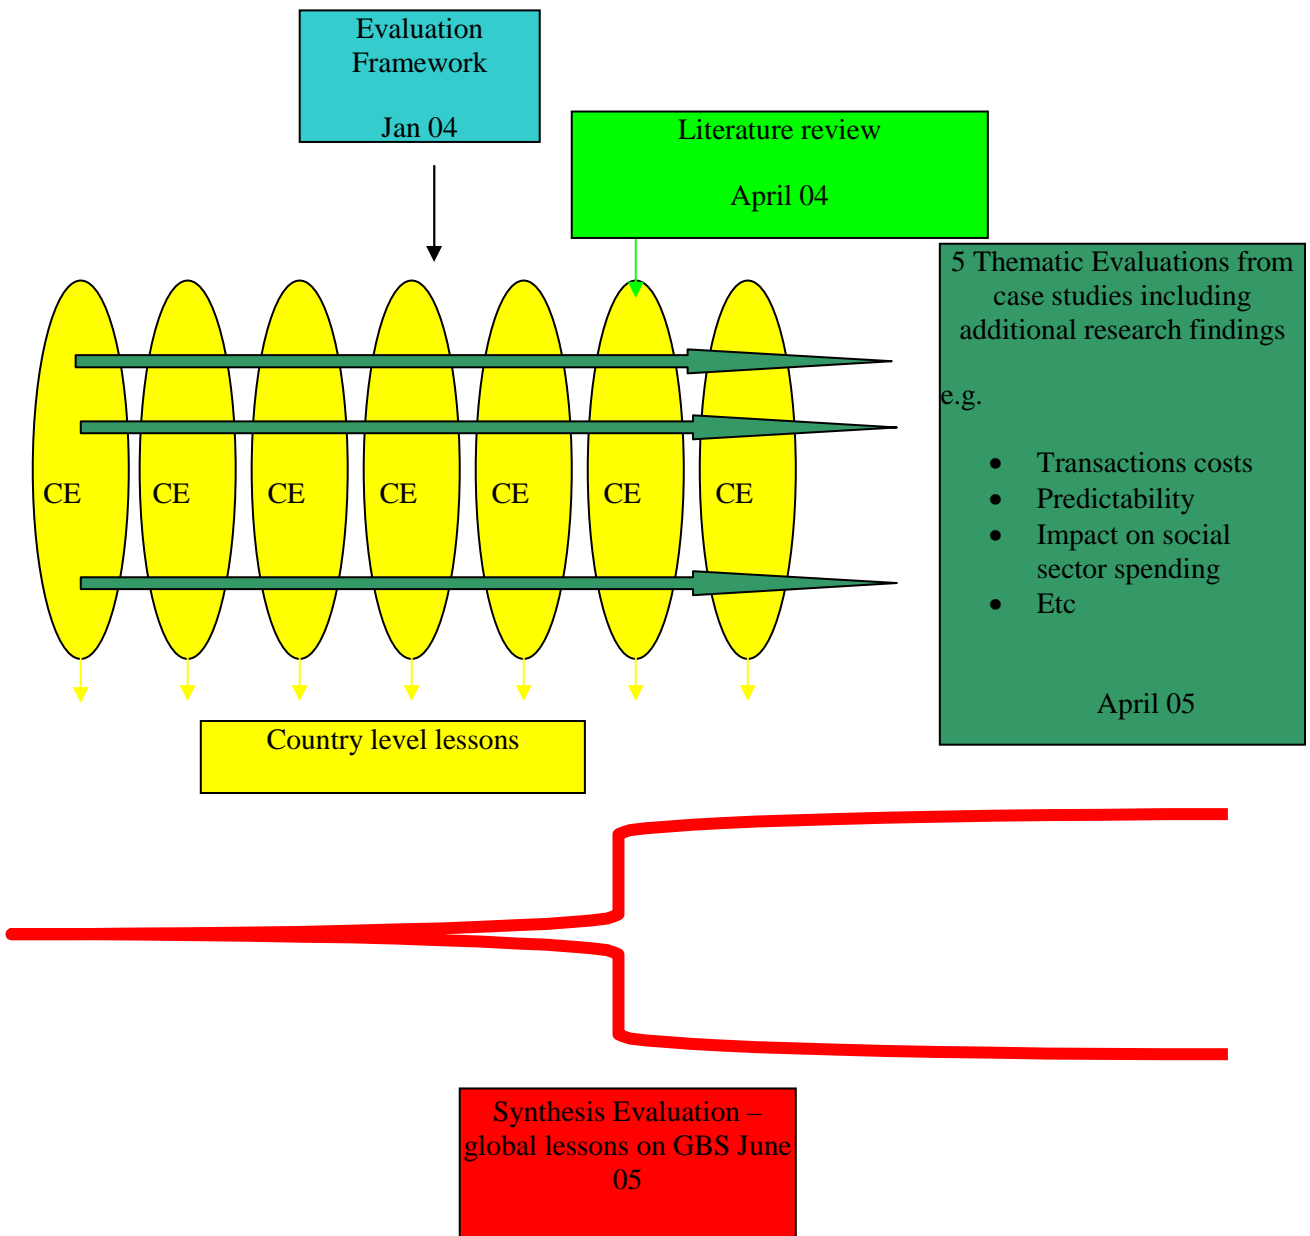 Evaluation
Framework
Jan 04
Literature review
April 04
5 Thematic Evaluations from
case studies including
additional research findings
e.g.
• Transactions costs
• Predictability
• Impact on social
sector spending
• Etc
April 05
CE
CE
CE
CE
CE
CE
CE
Country level lessons
Synthesis Evaluation –
global lessons on GBS June
05